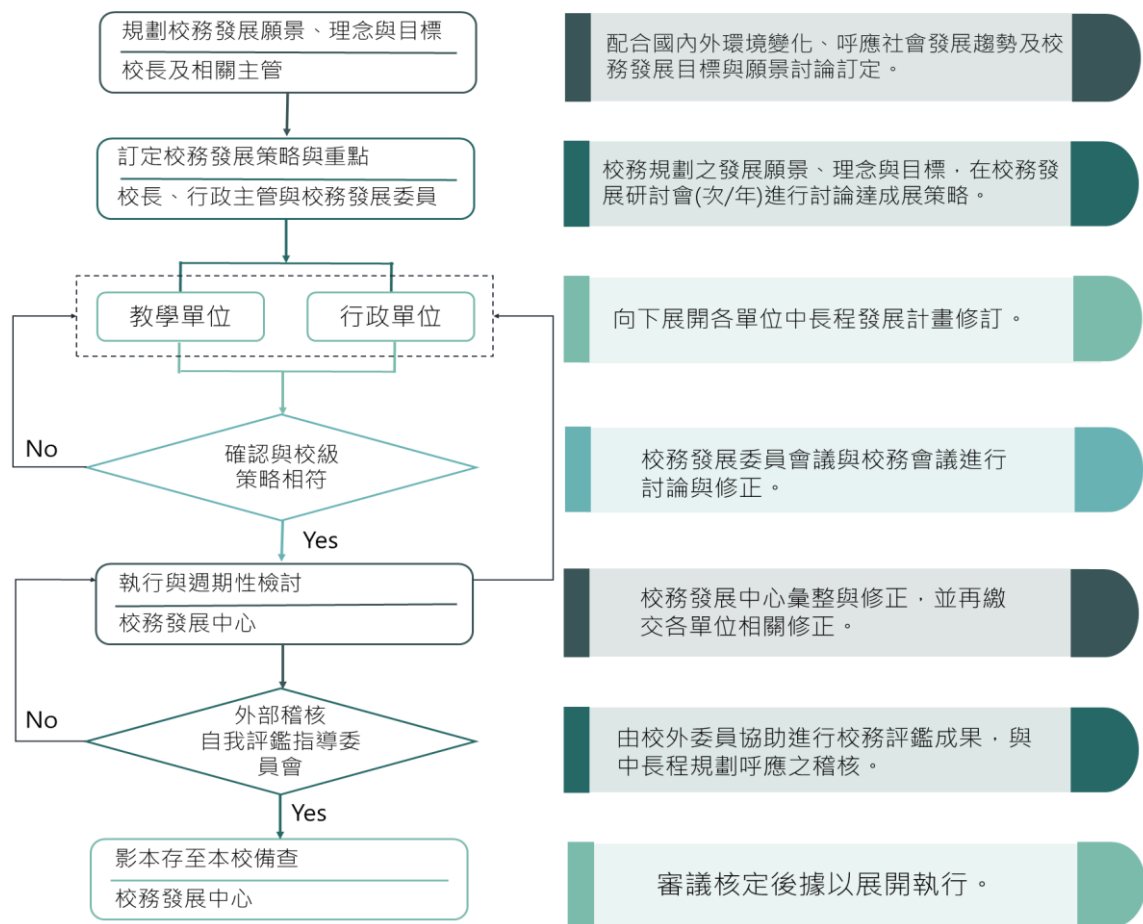 規劃校務發展願景、理念與目標
校長及相關主管
配合國內外環境變化、呼應社會發展趨勢及校
務發展目標與願景討論訂定。
訂定校務發展策略與重點
校長、行政主管與校務發展委員
校務規劃之發展願景、理念與目標，在校務發
展研討會(次/年)進行討論達成展策略。
教學單位
行政單位
向下展開各單位中長程發展計畫修訂。
No
確認與校級
策略相符
校務發展委員會議與校務會議進行
討論與修正。
Yes
執行與週期性檢討
校務發展中心
校務發展中心彙整與修正，並再繳
交各單位相關修正。
No
外部稽核
自我評鑑指導委
員會
由校外委員協助進行校務評鑑成果，與
中長程規劃呼應之稽核。
Yes
影本存至本校備查
校務發展中心
審議核定後據以展開執行。